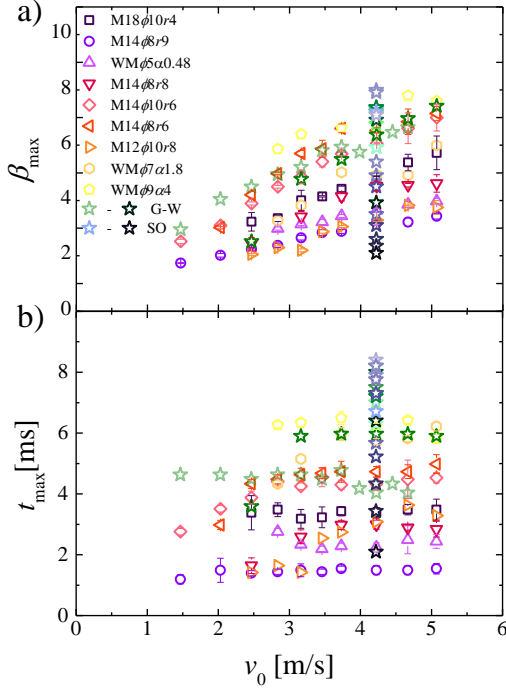 a)
10
8
6
4
2
0
β_max
M18ϕ10r4
M14ϕ8r9
WMϕ5α0.48
M14ϕ8r8
M14ϕ10r6
M14ϕ8r6
M12ϕ10r8
WMϕ7α1.8
WMϕ9α4
- G-W
- SO
b)
10
8
6
4
2
0
t_max[ms]
0 1 2 3 4 5 6
v_0 [m/s]